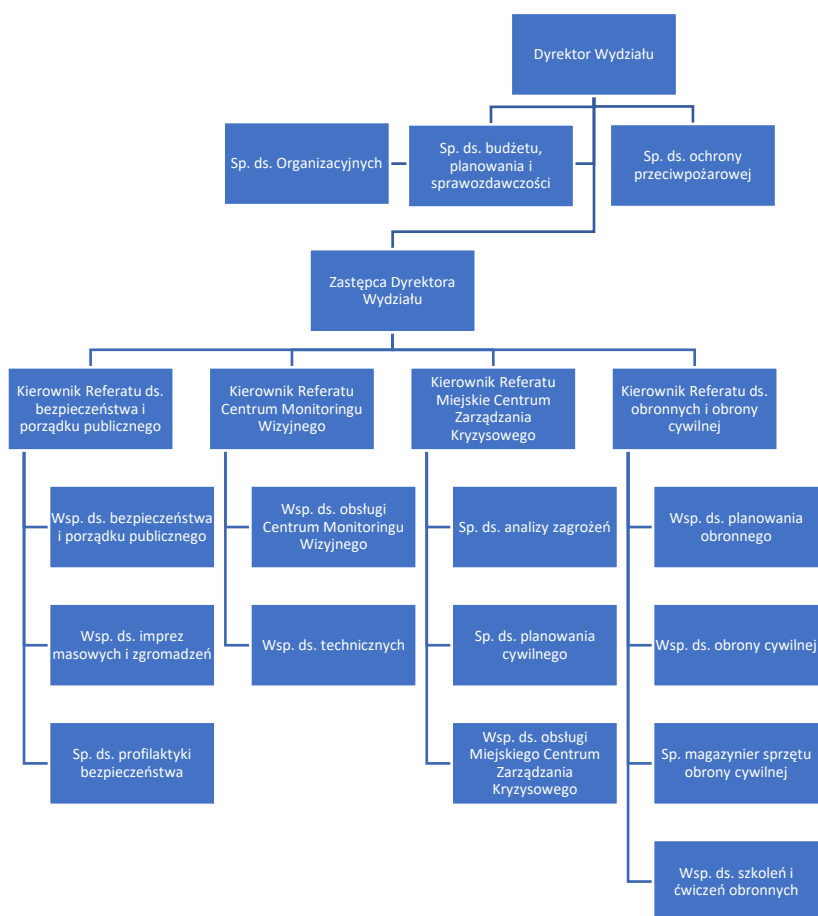 Dyrektor Wydziału
Sp. ds. Organizacyjnych
Sp. ds. budżetu,
planowania i
sprawozdawczości
Sp. ds. ochrony
przeciwpożarowej
Zastępca Dyrektora
Wydziału
Kierownik Referatu ds.
bezpieczeństwa i
porządku publicznego
Kierownik Referatu
Centrum Monitoringu
Wizyjnego
Kierownik Referatu
Miejskie Centrum
Zarządzania
Kryzysowego
Kierownik Referatu ds.
obronnych i obrony
cywilnej
Wsp. ds. bezpieczeństwa
i porządku publicznego
Wsp. ds. imprez
masowych i zgromadzeń
Sp. ds. profilaktyki
bezpieczeństwa
Wsp. ds. obsługi
Centrum Monitoringu
Wizyjnego
Wsp. ds. technicznych
Sp. ds. analizy zagrożeń
Sp. ds. planowania
cywilnego
Wsp. ds. obsługi
Miejskiego Centrum
Zarządzania
Kryzysowego
Wsp. ds. planowania
obronnego
Wsp. ds. obrony cywilnej
Sp. magazynier sprzętu
obrony cywilnej
Wsp. ds. szkoleń i
ćwiczeń obronnych